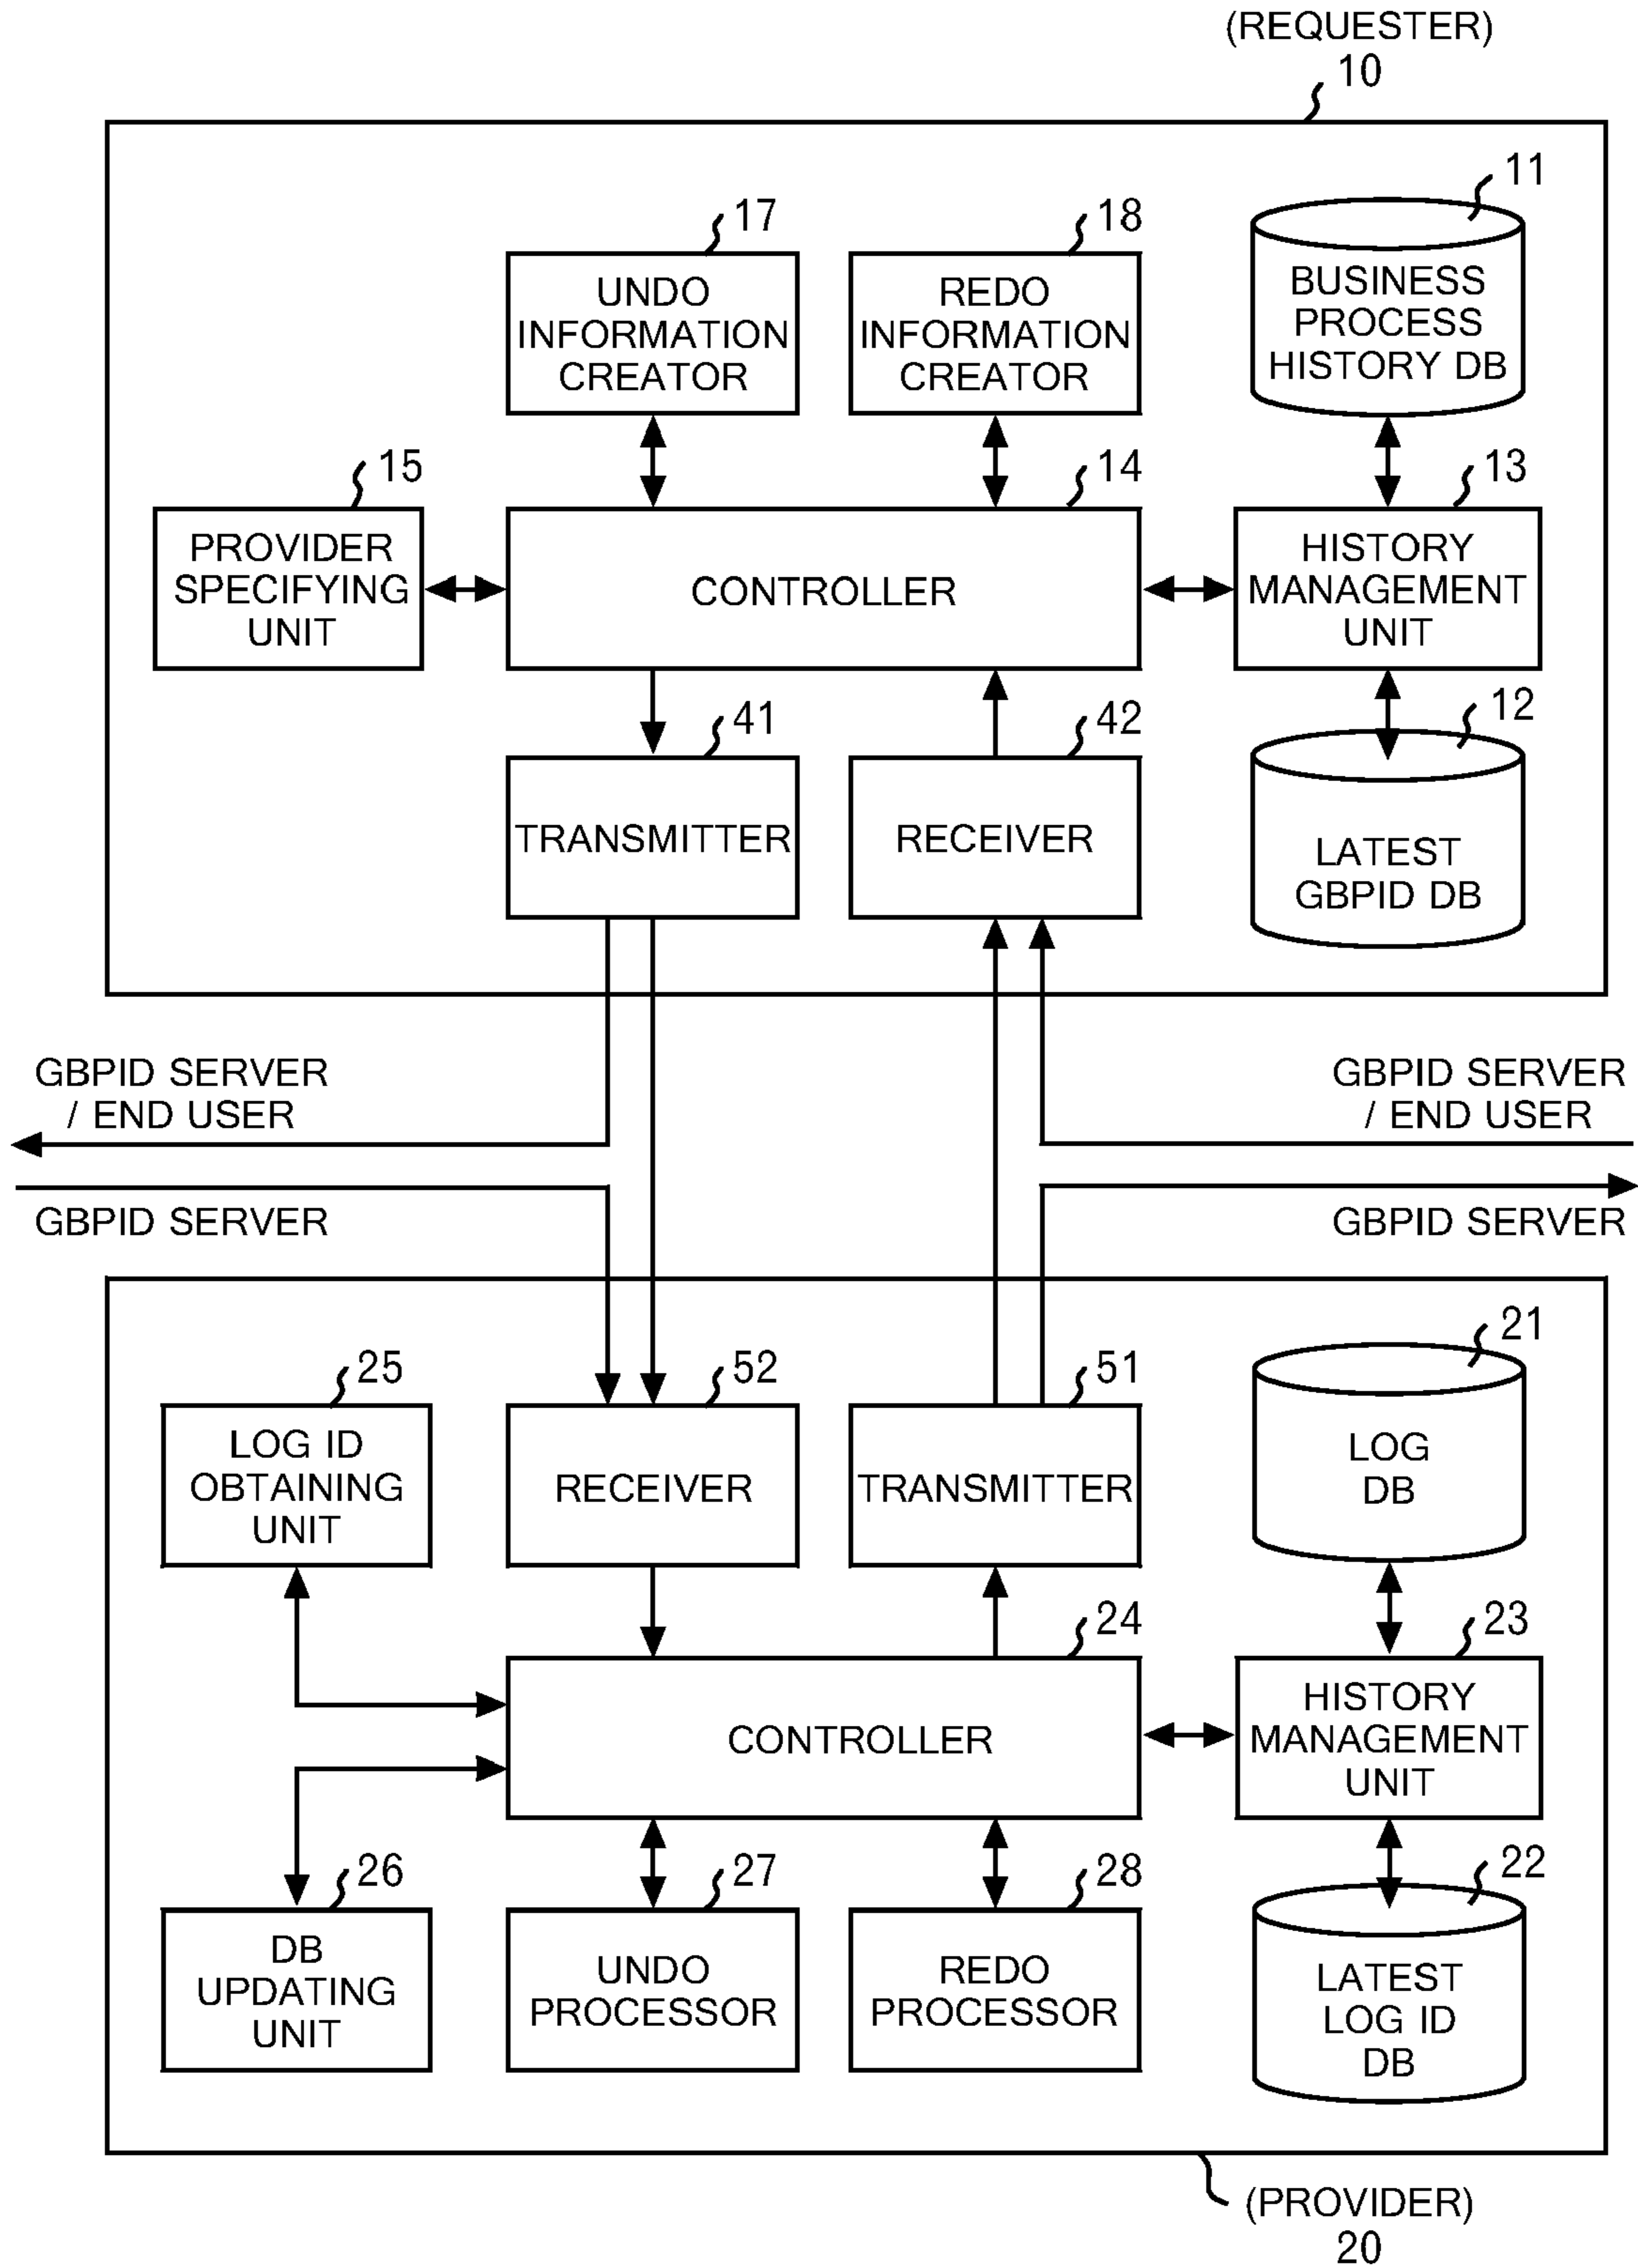 (REQUESTER)
10
11
17
18
UNDO
INFORMATION
CREATOR
REDO
INFORMATION
CREATOR
BUSINESS
PROCESS
HISTORY DB
15
14
13
PROVIDER
SPECIFYING
UNIT
CONTROLLER
HISTORY
MANAGEMENT
UNIT
41
42
12
TRANSMITTER
RECEIVER
LATEST
GBPID DB
GBPID SERVER
/ END USER
GBPID SERVER
/ END USER
GBPID SERVER
GBPID SERVER
21
25
52
51
LOG ID
OBTAINING
UNIT
RECEIVER
TRANSMITTER
LOG
DB
24
23
CONTROLLER
HISTORY
MANAGEMENT
UNIT
26
27
28
22
DB
UPDATING
UNIT
UNDO
PROCESSOR
REDO
PROCESSOR
LATEST
LOG ID
DB
(PROVIDER)
20